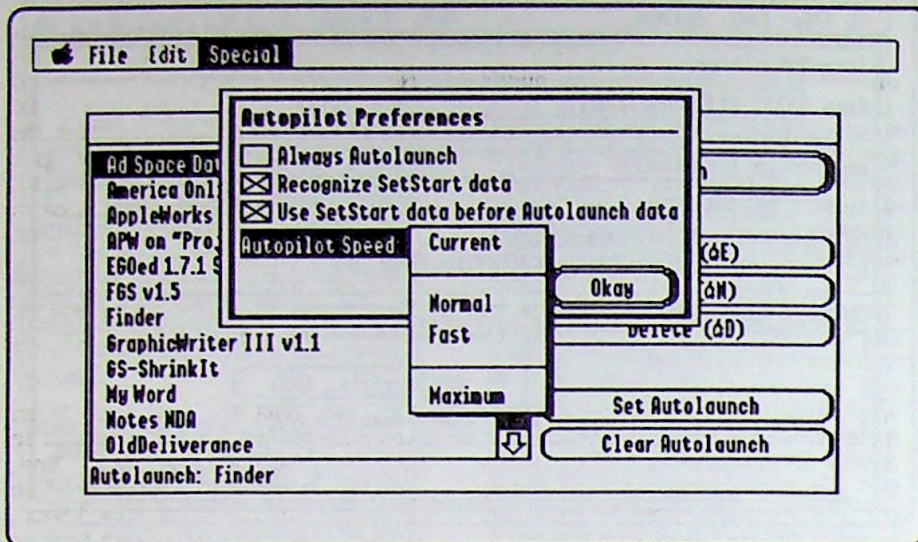 File Edit Special
Autopilot Preferences
Always Autolaunch
Recognize SetStart data
Use SetStart data before Autolaunch data
Autopilot Speed:
Current
Normal
Fast
Maximum
Okay
Ad Space
America
AppleWorks
APW on "Pro
EGOed 1.7.1
FGS v1.5
Finder
GraphicWriter III v1.1
GS-ShrinkIt
My Word
Notes NDA
OldDeliverance
Delete (∆D)
Set Autolaunch
Clear Autolaunch
Autolaunch: Finder